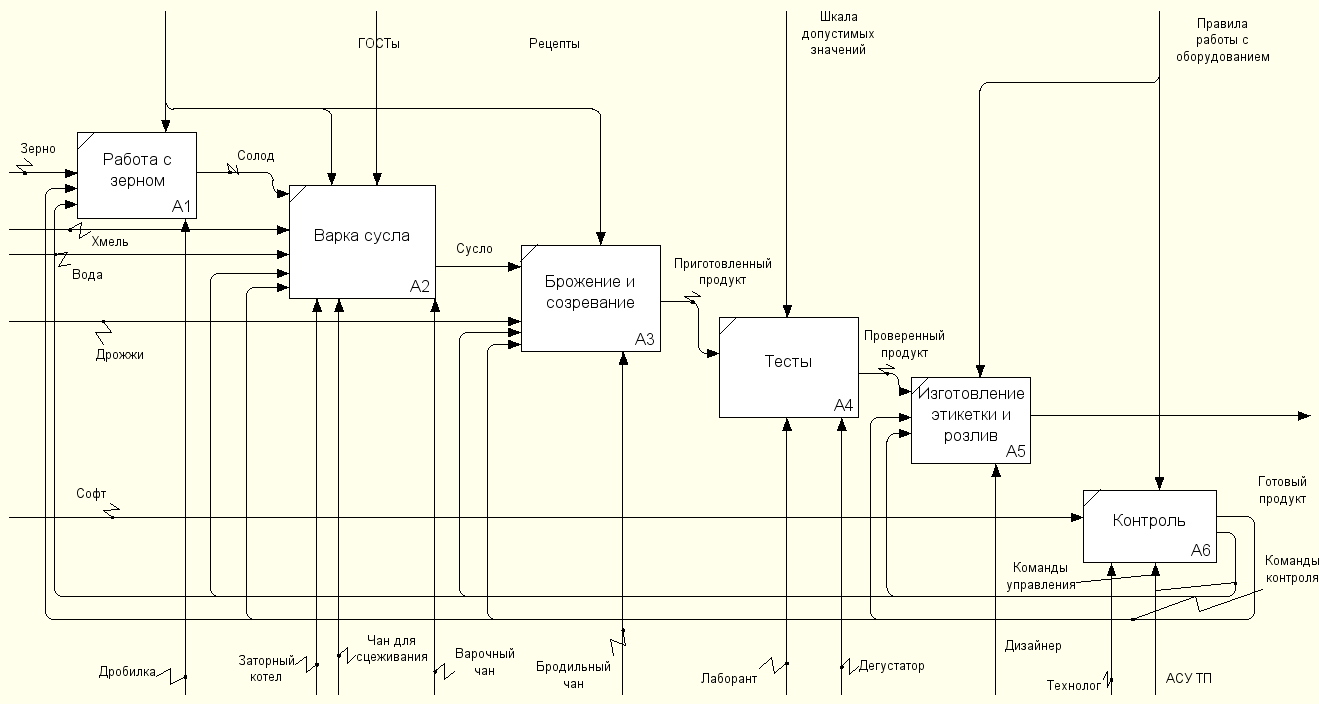 Шкала
допустимых
значений
Правила
работы с
оборудованием
ГОСТы
Рецепты
Зерно
Работа с
зерном
A1
Солод
Хмель
Вода
Варка сусла
A2
Сусло
Брожение и
созревание
A3
Приготовленный
продукт
Дрожжи
Тесты
A4
Проверенный
продукт
Изготовление
этикетки и
розлив
A5
Готовый
продукт
Софт
Контроль
A6
Команды
управления
Команды
контроля
Дробилка
Заторный
котел
Чан для
сцеживания
Варочный
чан
Бродильный
чан
Лаборант
Дегустатор
Дизайнер
Технолог
АСУ ТП